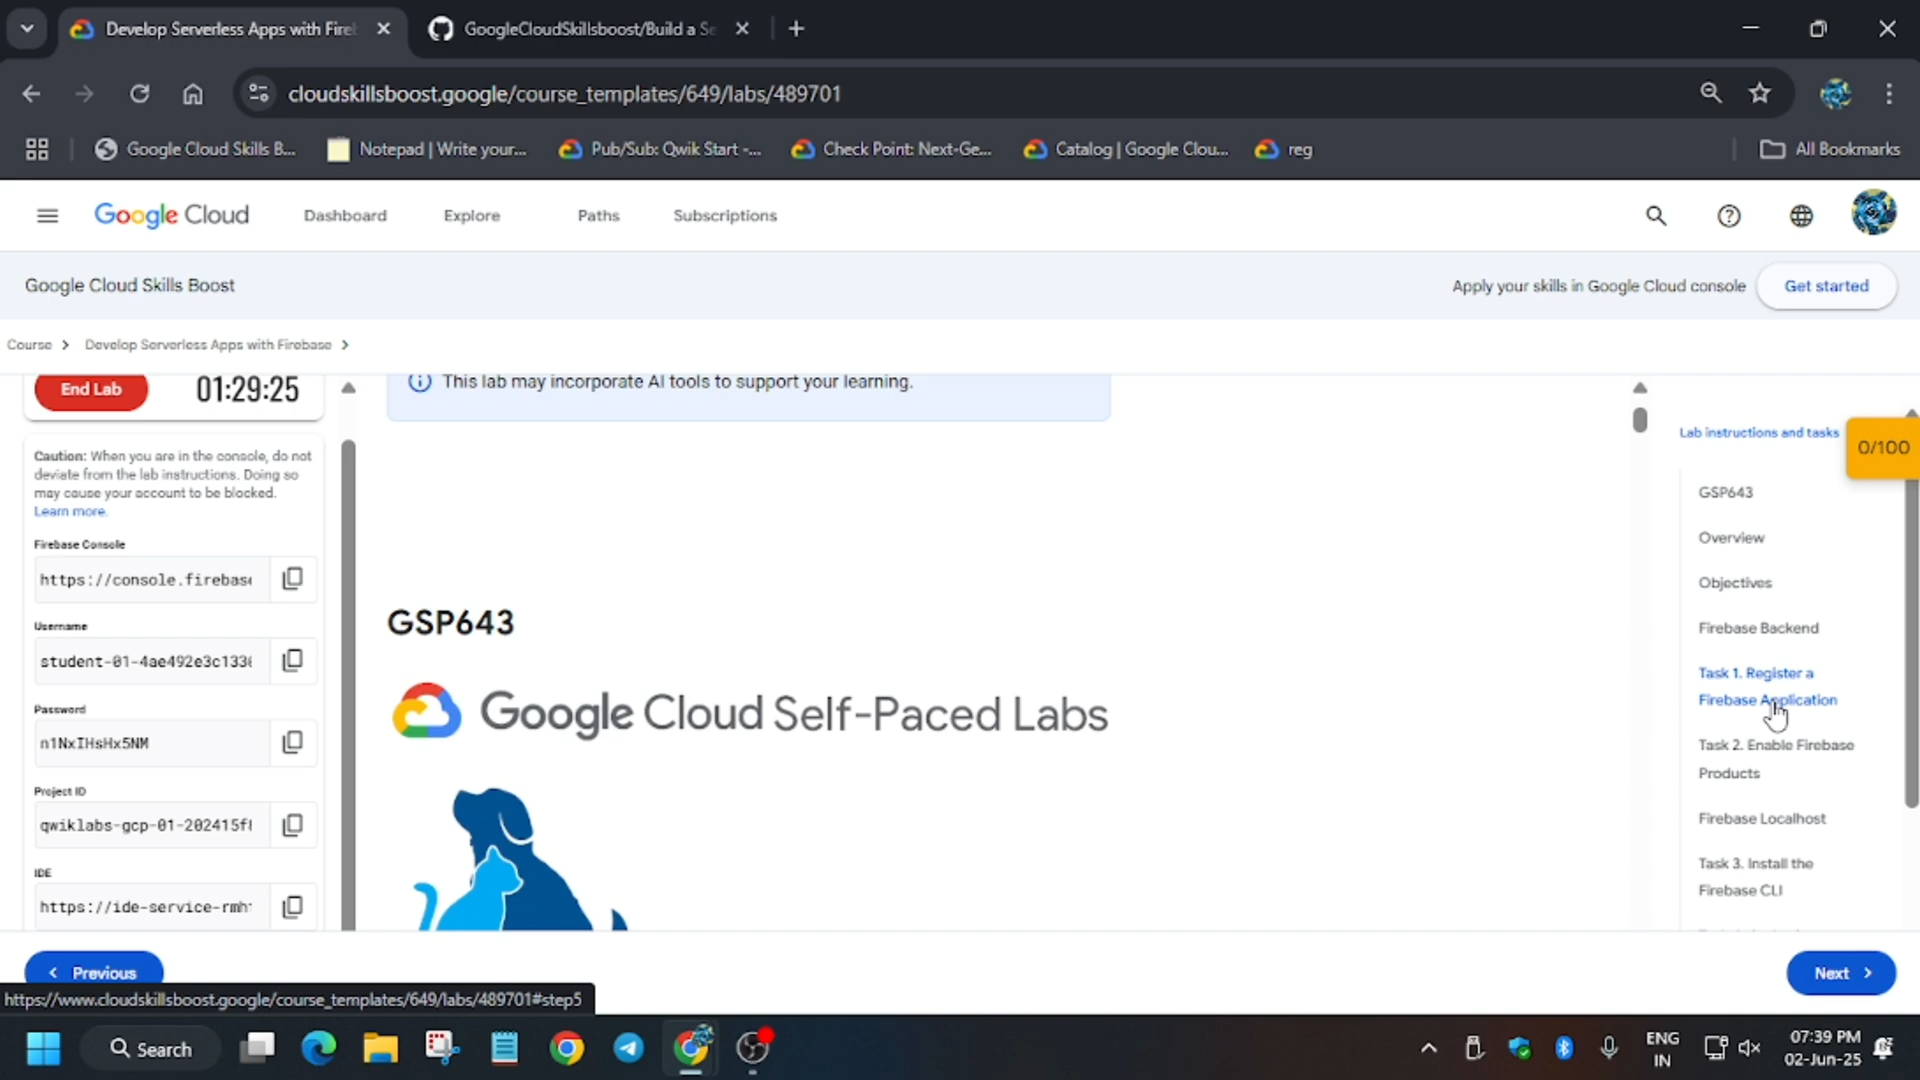 Develop Serverless Apps with Fire
GoogleCloudSkillsboost/Build a Se
cloudskillsboost.google/course_templates/649/labs/489701
Google Cloud Skills B...
Notepad | Write your...
Pub/Sub: Qwik Start -...
Check Point: Next-Ge...
Catalog | Google Clou...
reg
All Bookmarks
Google Cloud
Dashboard
Explore
Paths
Subscriptions
Google Cloud Skills Boost
Apply your skills in Google Cloud console
Get started
Course
Develop Serverless Apps with Firebase
End Lab
01:29:25
Caution: When you are in the console, do not
deviate from the lab instructions. Doing so
may cause your account to be blocked.
Learn more.
Firebase Console
https://console.firebase
Username
student-01-4ae492e3c133
Password
n1NxIHsHx5NM
Project ID
qwiklabs-gcp-01-202415f
IDE
https://ide-service-rmh
This lab may incorporate AI tools to support your learning.
GSP643
Google Cloud Self-Paced Labs
Lab instructions and tasks
0/100
GSP643
Overview
Objectives
Firebase Backend
Task 1. Register a
Firebase Application
Task 2. Enable Firebase
Products
Firebase Localhost
Task 3. Install the
Firebase CLI
Previous
Next
https://www.cloudskillsboost.google/course_templates/649/labs/489701#step5
Search
ENG
IN
07:39 PM
02-Jun-25